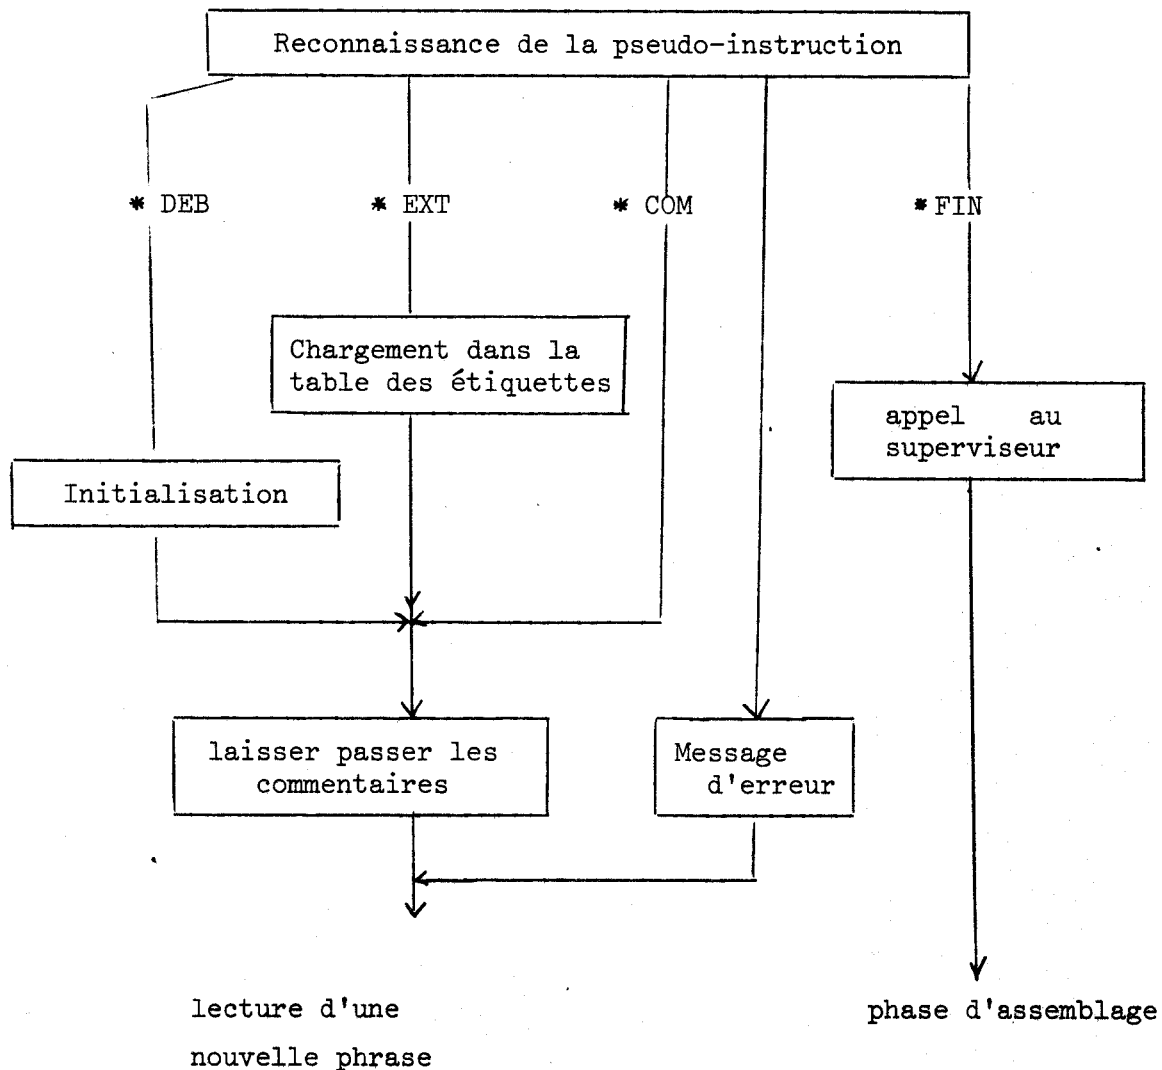 Reconnaissance de la pseudo-instruction
* DEB
* EXT
* COM
* FIN
Chargement dans la
table des étiquettes
appel au
superviseur
Initialisation
laisser passer les
commentaires
Message
d'erreur
lecture d'une
nouvelle phrase
phase d'assemblage